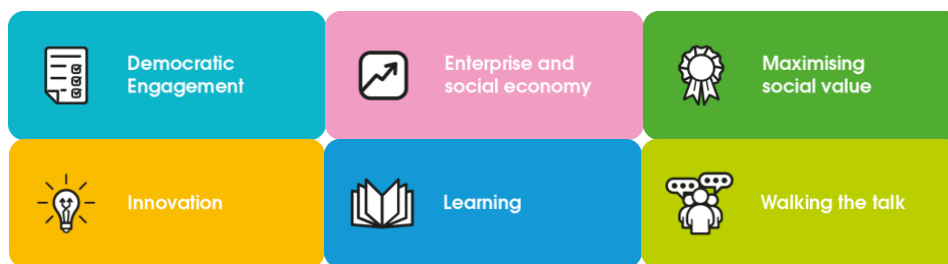 Democratic
Engagement
Enterprise and
social economy
Maximising
social value
Innovation
Learning
Walking the talk